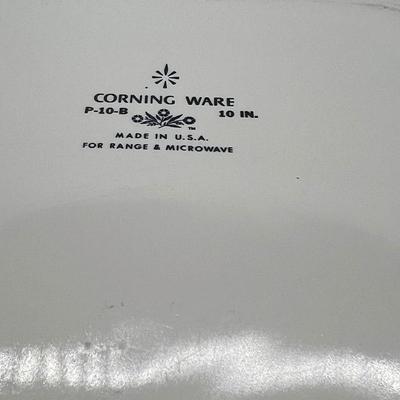 CORNING WARE
P-10-B 10 IN.
TM
MADE IN U.S.A.
FOR RANGE & MICROWAVE